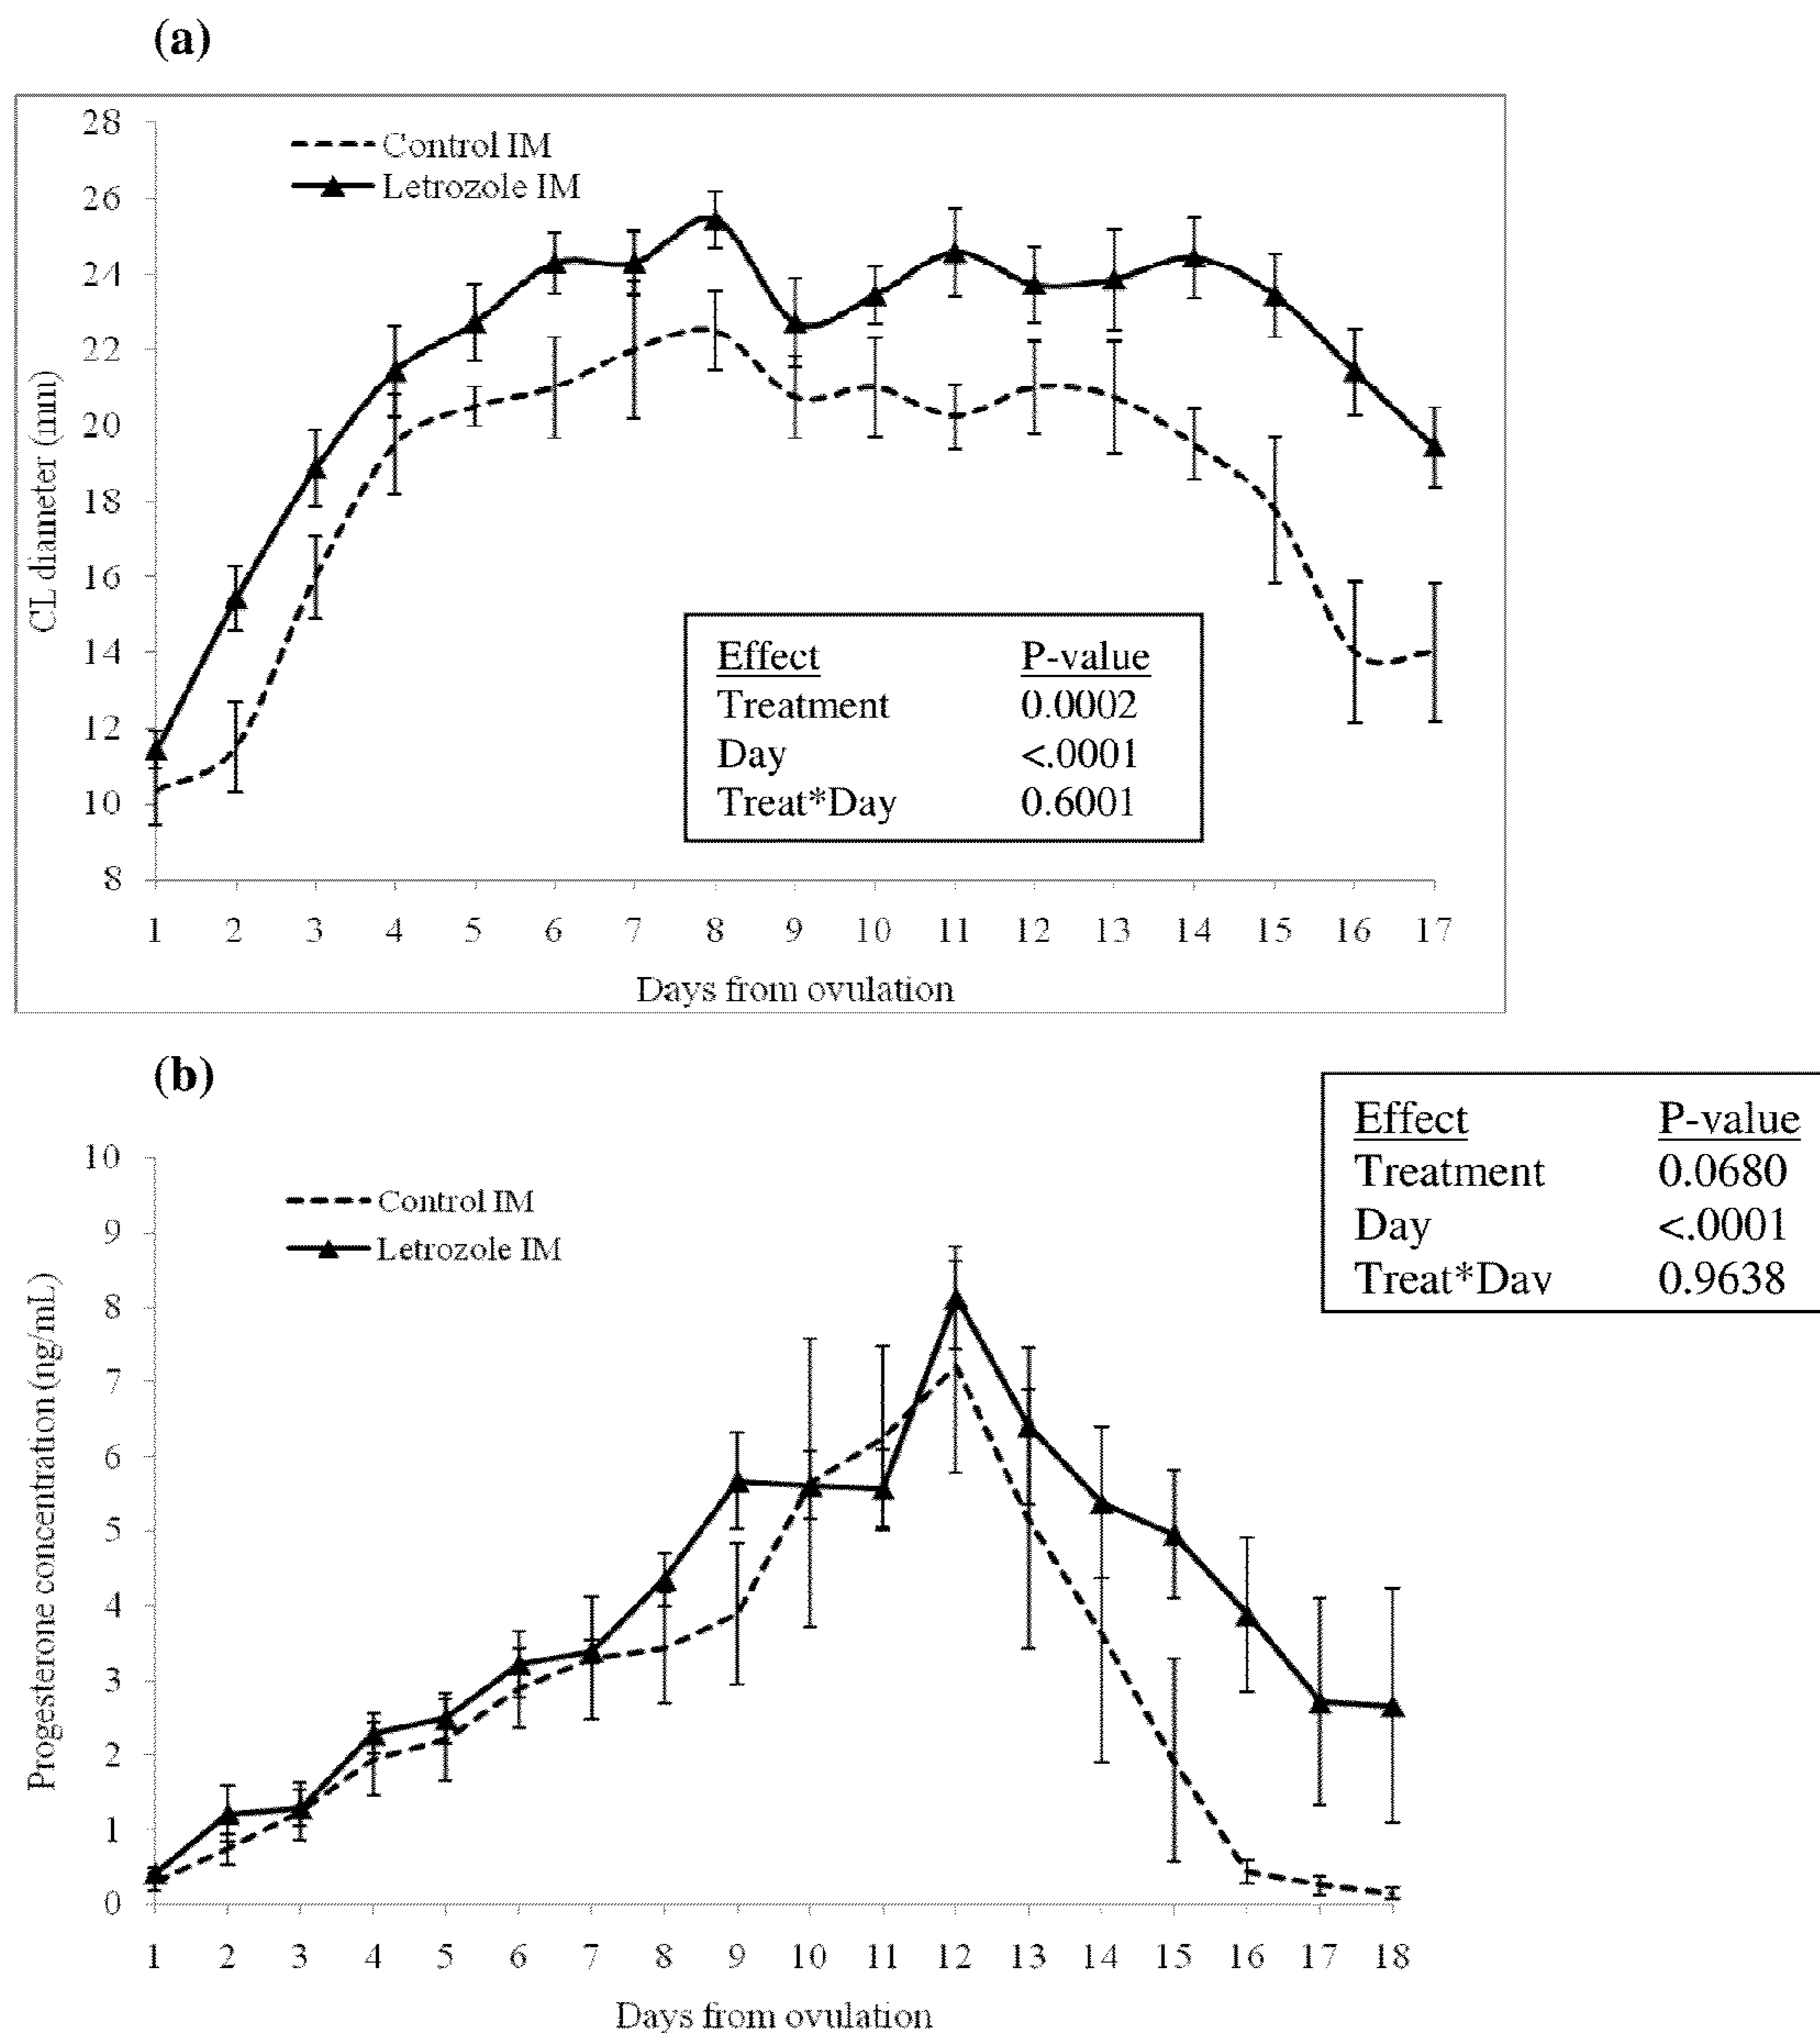 (a)
28
Control IM
Letrozole IM
26
24
22
20
18
16
14
12
10
8
CL diameter (mm)
Effect P-value
Treatment 0.0002
Day <.0001
Treat*Day 0.6001
1 2 3 4 5 6 7 8 9 10 11 12 13 14 15 16 17
Days from ovulation
(b)
Effect P-value
Treatment 0.0680
Day <.0001
Treat*Dav 0.9638
10
Control IM
Letrozole IM
9
8
7
6
5
4
3
2
1
0
Progesterone concentration (ng/mL)
1 2 3 4 5 6 7 8 9 10 11 12 13 14 15 16 17 18
Days from ovulation